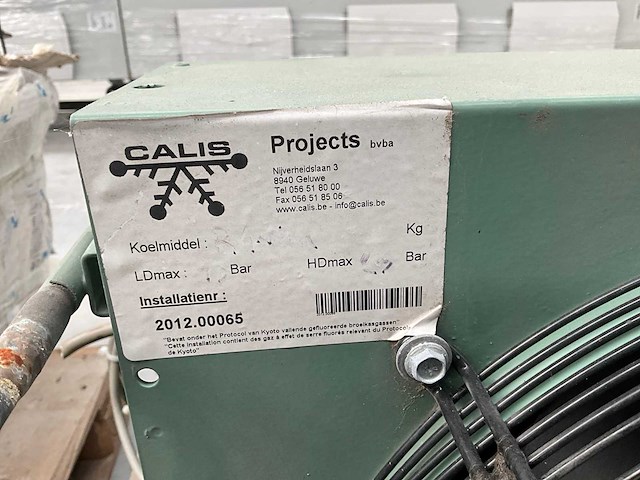 CALIS
Projects bvba
Nijverheidslaan 3
8940 Geluwe
Tel 056 51 80 00
Fax 056 51 85 06
www.calis.be - info@calis.be
Koelmiddel : Kg
LDmax : Bar HDmax Bar
Installatienr :
2012.00065
"Bevat onder het Protocol van Kyoto vallende gefluoreerde broeikasgassen"
"Cette installation contient des gaz à effet de serre fluorés relevant du Protocole
de Kyoto"